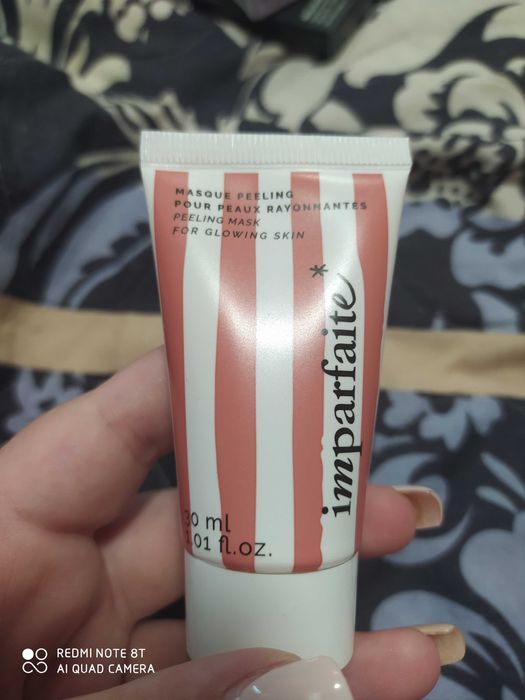 MASQUE PEELING
POUR PEAUX RAYONNANTES
PEELING MASK
FOR GLOWING SKIN
imparfaite*
30 ml
1.01 fl.oz.
REDMI NOTE 8T
AI QUAD CAMERA